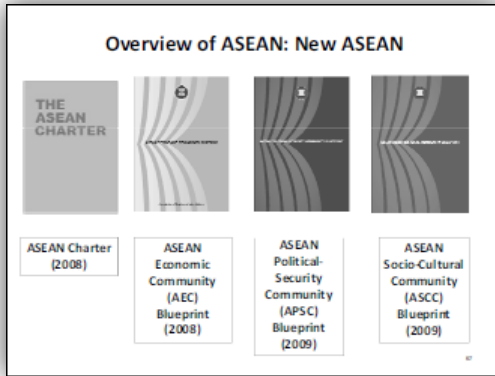 Overview of ASEAN: New ASEAN
THE
ASEAN
CHARTER
ASEAN Charter
(2008)
ASEAN
Economic
Community
(AEC)
Blueprint
(2008)
ASEAN
Political-
Security
Community
(APSC)
Blueprint
(2009)
ASEAN
Socio-Cultural
Community
(ASCC)
Blueprint
(2009)
67